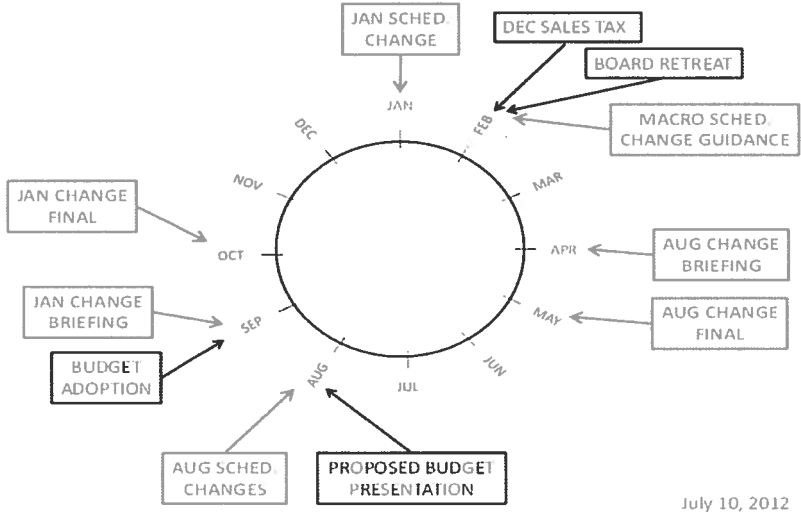 JAN SCHED.
CHANGE
DEC SALES TAX
BOARD RETREAT
MACRO SCHED.
CHANGE GUIDANCE
JAN
FEB
MAR
APR
MAY
JUN
JUL
AUG
SEP
OCT
NOV
DEC
AUG CHANGE
BRIEFING
AUG CHANGE
FINAL
PROPOSED BUDGET
PRESENTATION
AUG SCHED.
CHANGES
BUDGET
ADOPTION
JAN CHANGE
BRIEFING
JAN CHANGE
FINAL
July 10, 2012